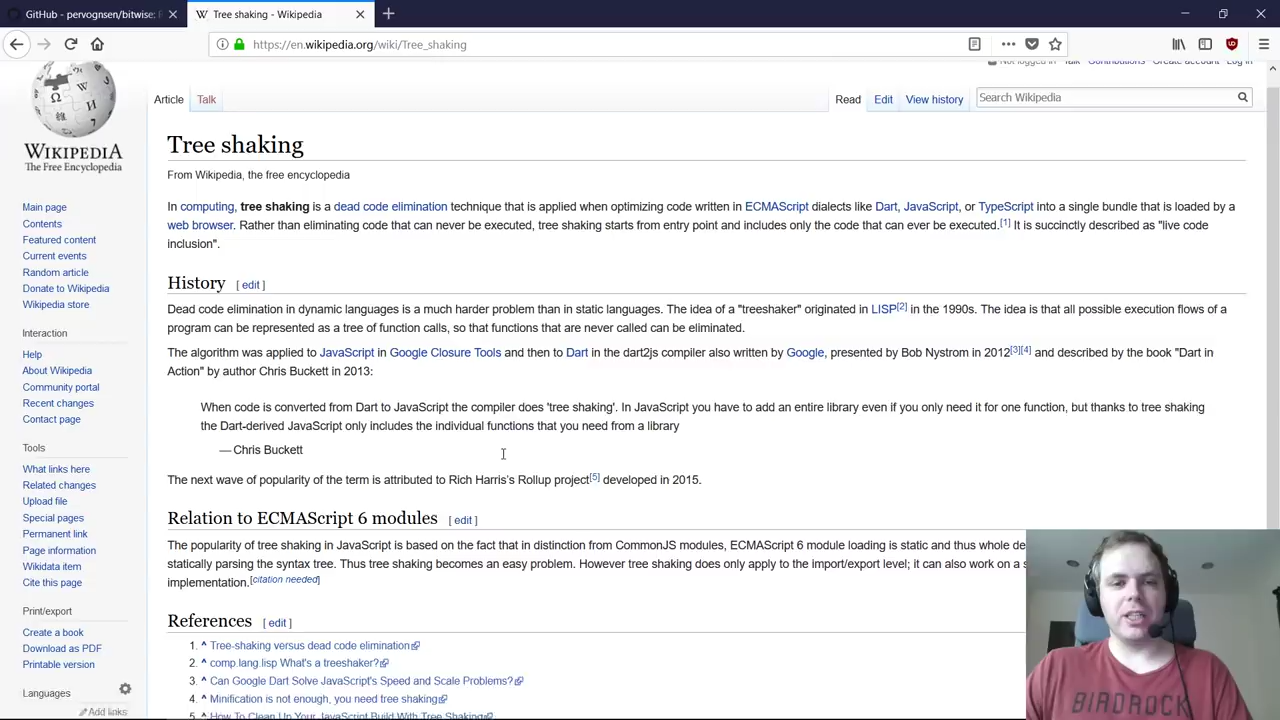 GitHub - pervognsen/bitwise:
Tree shaking - Wikipedia
https://en.wikipedia.org/wiki/Tree_shaking
Not logged in Talk Contributions Create account Log in
WIKIPEDIA
The Free Encyclopedia
Article Talk
Read Edit View history
Search Wikipedia
Tree shaking
From Wikipedia, the free encyclopedia
In computing, tree shaking is a dead code elimination technique that is applied when optimizing code written in ECMAScript dialects like Dart, JavaScript, or TypeScript into a single bundle that is loaded by a
web browser. Rather than eliminating code that can never be executed, tree shaking starts from entry point and includes only the code that can ever be executed.[1] It is succinctly described as "live code
inclusion".
History [ edit ]
Dead code elimination in dynamic languages is a much harder problem than in static languages. The idea of a "treeshaker" originated in LISP[2] in the 1990s. The idea is that all possible execution flows of a
program can be represented as a tree of function calls, so that functions that are never called can be eliminated.
The algorithm was applied to JavaScript in Google Closure Tools and then to Dart in the dart2js compiler also written by Google, presented by Bob Nystrom in 2012[3][4] and described by the book "Dart in
Action" by author Chris Buckett in 2013:
When code is converted from Dart to JavaScript the compiler does 'tree shaking'. In JavaScript you have to add an entire library even if you only need it for one function, but thanks to tree shaking
the Dart-derived JavaScript only includes the individual functions that you need from a library
— Chris Buckett
The next wave of popularity of the term is attributed to Rich Harris's Rollup project[5] developed in 2015.
Relation to ECMAScript 6 modules [ edit ]
The popularity of tree shaking in JavaScript is based on the fact that in distinction from CommonJS modules, ECMAScript 6 module loading is static and thus whole de
statically parsing the syntax tree. Thus tree shaking becomes an easy problem. However tree shaking does only apply to the import/export level; it can also work on a s
implementation.[citation needed]
References [ edit ]
1. ^ Tree-shaking versus dead code elimination
2. ^ comp.lang.lisp What's a treeshaker?
3. ^ Can Google Dart Solve JavaScript's Speed and Scale Problems?
4. ^ Minification is not enough, you need tree shaking
5. ^ How To Clean Up Your JavaScript Build With Tree Shaking
Main page
Contents
Featured content
Current events
Random article
Donate to Wikipedia
Wikipedia store
Interaction
Help
About Wikipedia
Community portal
Recent changes
Contact page
Tools
What links here
Related changes
Upload file
Special pages
Permanent link
Page information
Wikidata item
Cite this page
Print/export
Create a book
Download as PDF
Printable version
Languages
Add links
BIRDROCK